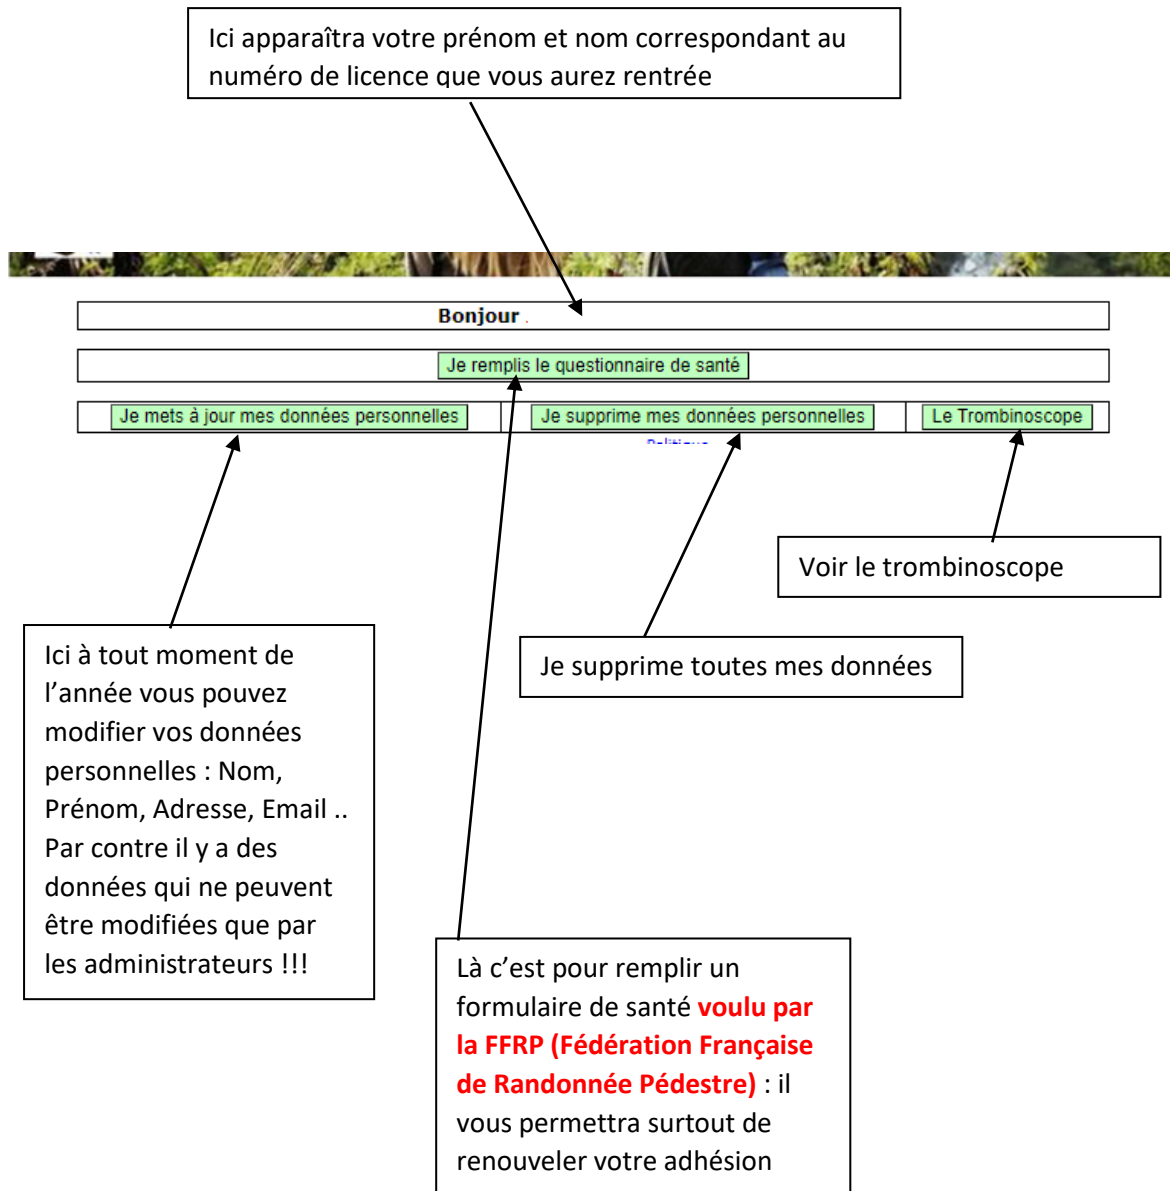 Ici apparaîtra votre prénom et nom correspondant au
numéro de licence que vous aurez rentrée
Bonjour .
Je remplis le questionnaire de santé
Je mets à jour mes données personnelles
Je supprime mes données personnelles
Le Trombinoscope
Voir le trombinoscope
Je supprime toutes mes données
Ici à tout moment de
l’année vous pouvez
modifier vos données
personnelles : Nom,
Prénom, Adresse, Email ..
Par contre il y a des
données qui ne peuvent
être modifiées que par
les administrateurs !!!
Là c’est pour remplir un
formulaire de santé voulu par
la FFRP (Fédération Française
de Randonnée Pédestre) : il
vous permettra surtout de
renouveler votre adhésion